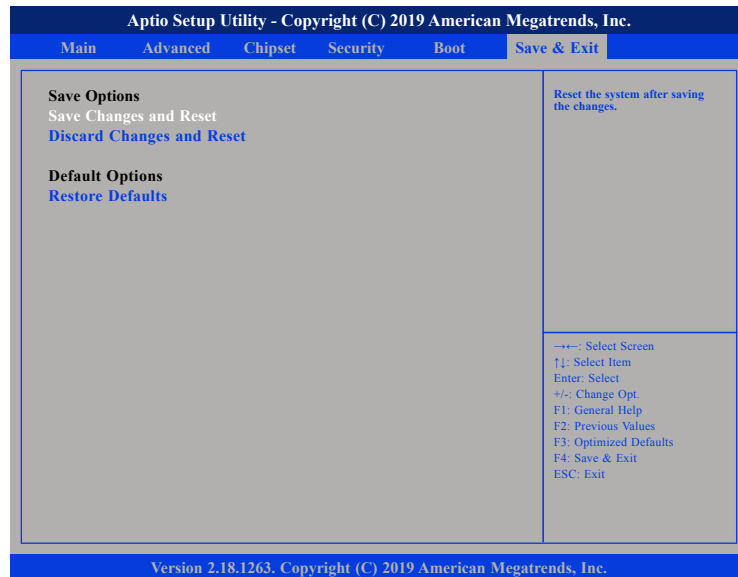 Aptio Setup Utility - Copyright (C) 2019 American Megatrends, Inc.
Main Advanced Chipset Security Boot Save & Exit
Save Options
Save Changes and Reset
Discard Changes and Reset
Default Options
Restore Defaults
Reset the system after saving
the changes.
→←: Select Screen
↑↓: Select Item
Enter: Select
+/-: Change Opt.
F1: General Help
F2: Previous Values
F3: Optimized Defaults
F4: Save & Exit
ESC: Exit
Version 2.18.1263. Copyright (C) 2019 American Megatrends, Inc.